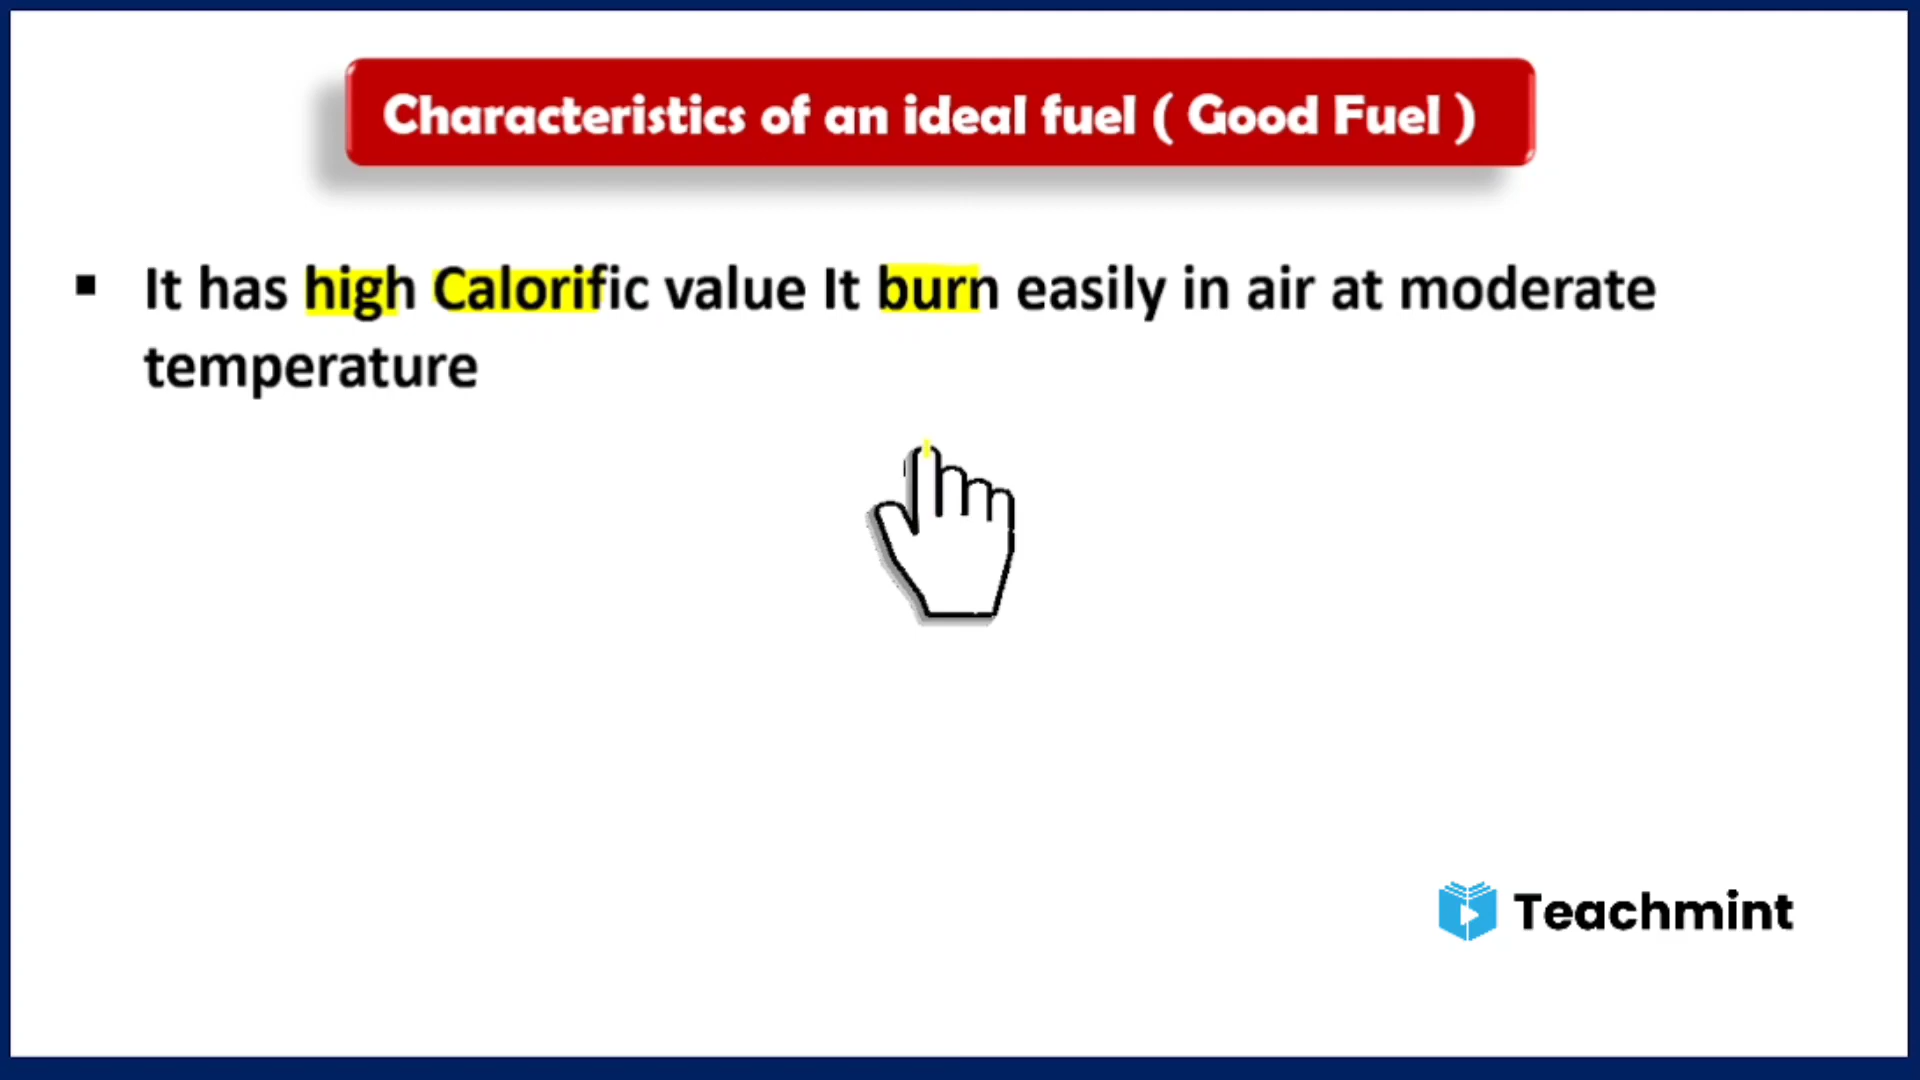 Characteristics of an ideal fuel ( Good Fuel )
▪ It has high Calorific value It burn easily in air at moderate
temperature
Teachmint